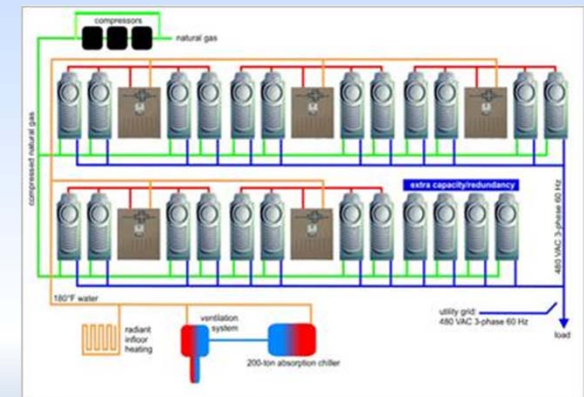 compressors
natural gas
compressed natural gas
extra capacity/redundancy
480 VAC 3-phase 60 Hz
180°F water
radiant
infloor
heating
ventilation
system
200-ton absorption chiller
utility grid:
480 VAC 3-phase 60 Hz
load